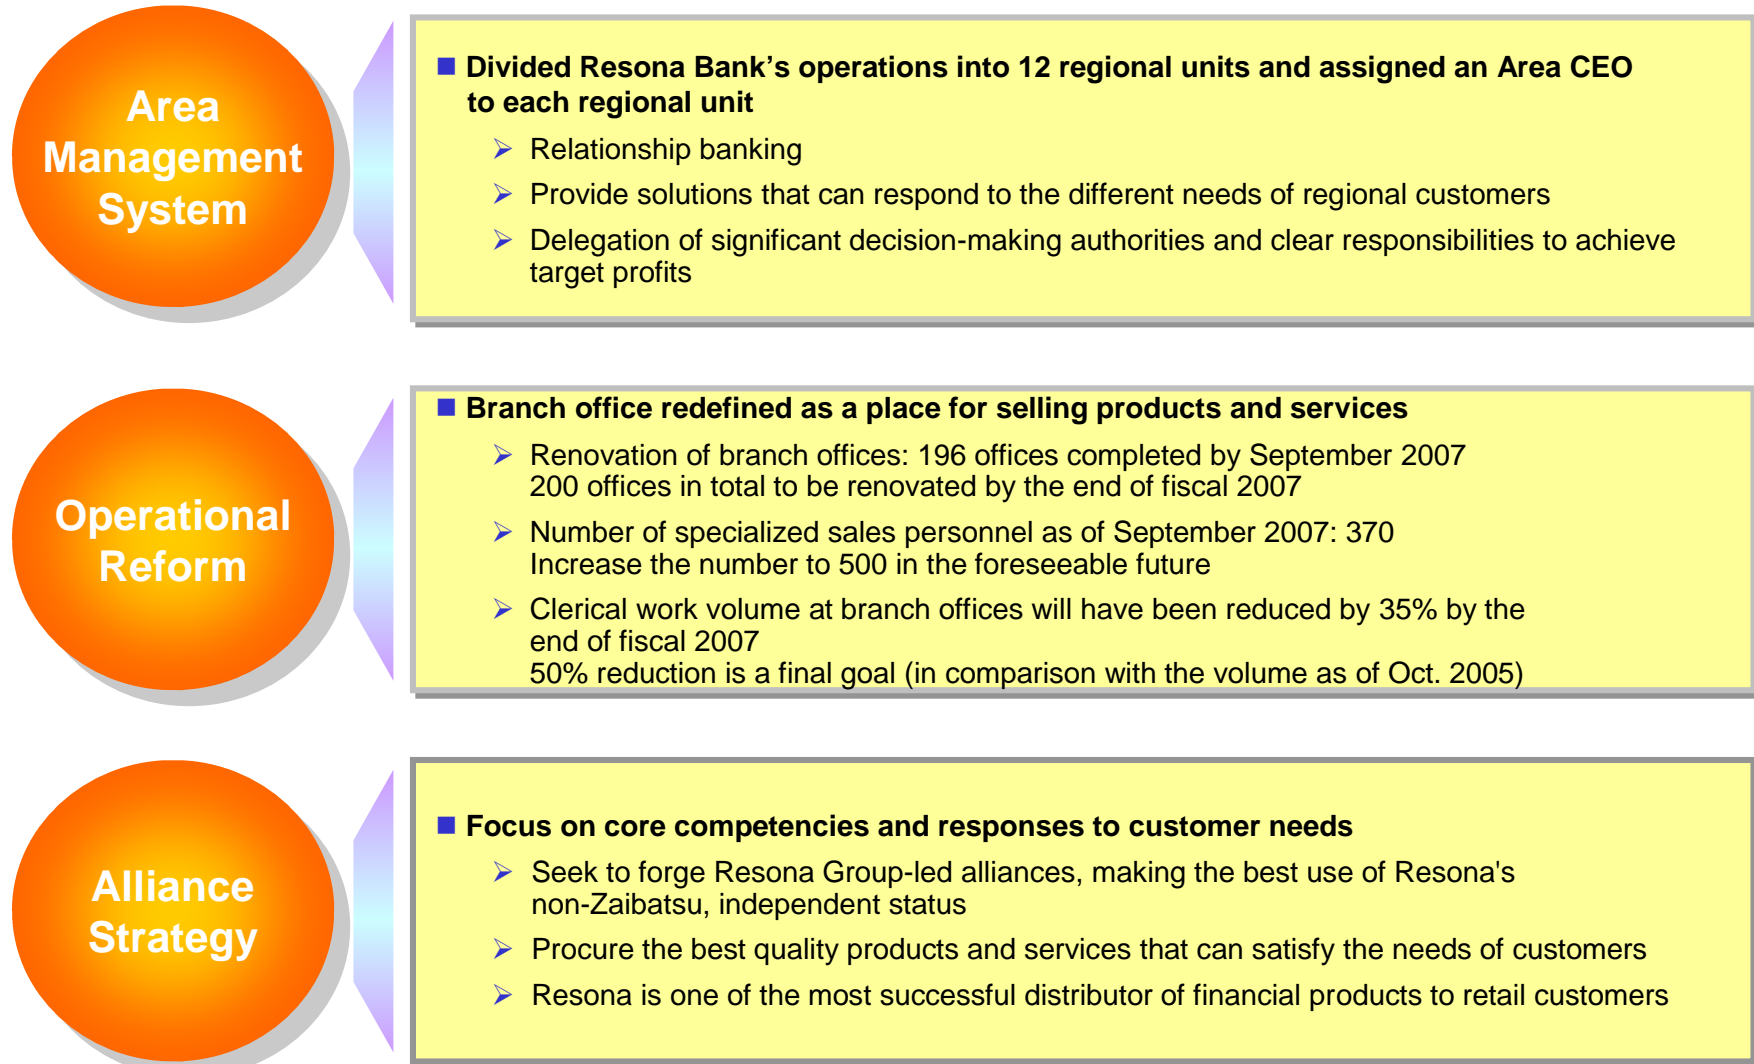 Area
Management
System
■ Divided Resona Bank's operations into 12 regional units and assigned an Area CEO
to each regional unit
➢ Relationship banking
➢ Provide solutions that can respond to the different needs of regional customers
➢ Delegation of significant decision-making authorities and clear responsibilities to achieve
target profits
Operational
Reform
■ Branch office redefined as a place for selling products and services
➢ Renovation of branch offices: 196 offices completed by September 2007
200 offices in total to be renovated by the end of fiscal 2007
➢ Number of specialized sales personnel as of September 2007: 370
Increase the number to 500 in the foreseeable future
➢ Clerical work volume at branch offices will have been reduced by 35% by the
end of fiscal 2007
50% reduction is a final goal (in comparison with the volume as of Oct. 2005)
Alliance
Strategy
■ Focus on core competencies and responses to customer needs
➢ Seek to forge Resona Group-led alliances, making the best use of Resona's
non-Zaibatsu, independent status
➢ Procure the best quality products and services that can satisfy the needs of customers
➢ Resona is one of the most successful distributor of financial products to retail customers